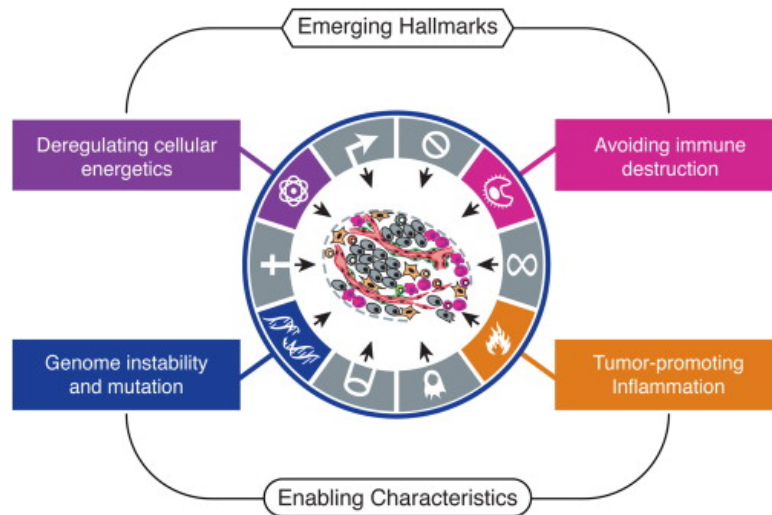 Emerging Hallmarks
Deregulating cellular
energetics
Avoiding immune
destruction
Genome instability
and mutation
Tumor-promoting
Inflammation
Enabling Characteristics